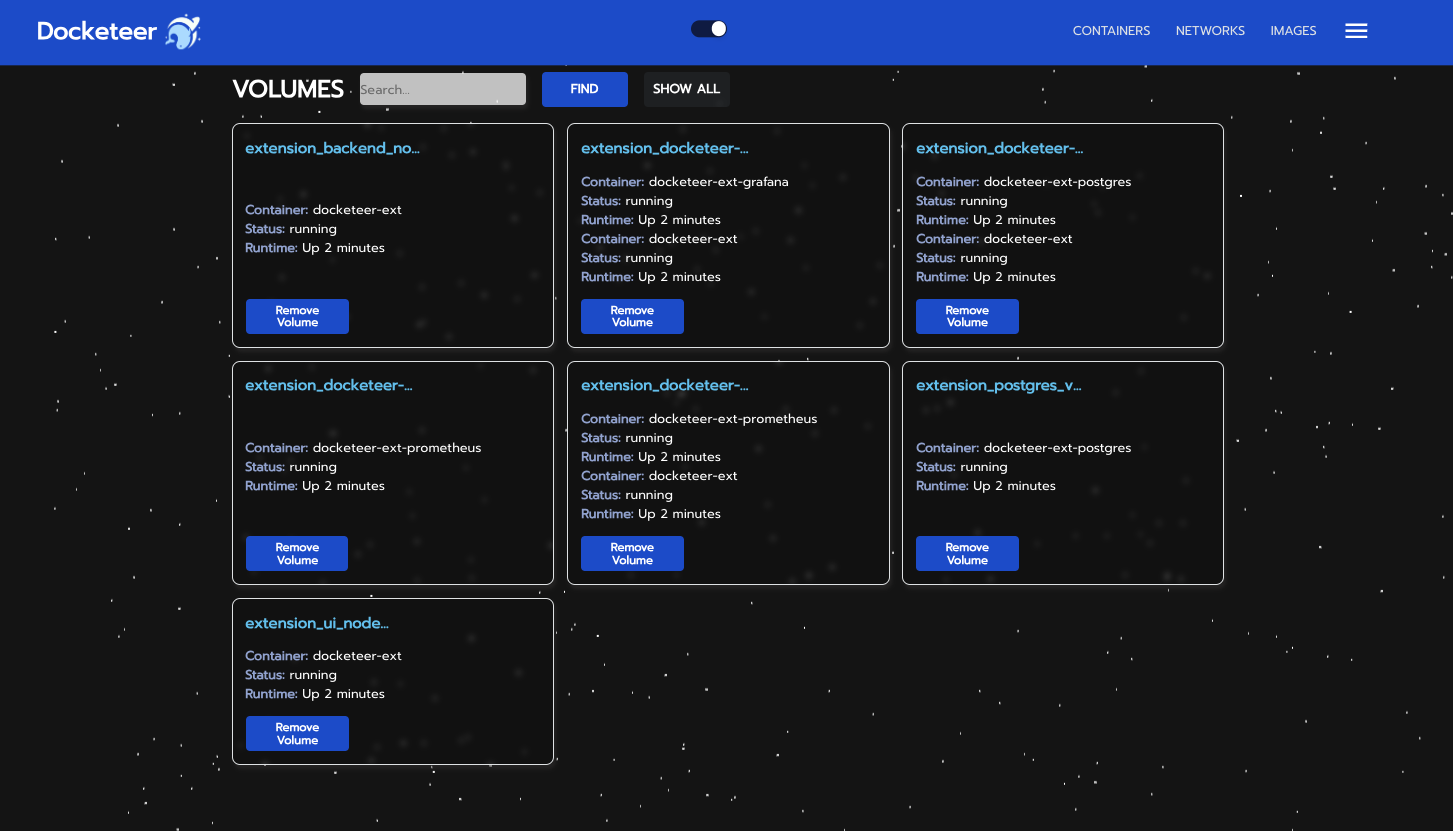 Docketeer
CONTAINERS NETWORKS IMAGES
VOLUMES Search... FIND SHOW ALL
extension_backend_no...
Container: docketeer-ext
Status: running
Runtime: Up 2 minutes
Remove
Volume
extension_docketeer-...
Container: docketeer-ext-grafana
Status: running
Runtime: Up 2 minutes
Container: docketeer-ext
Status: running
Runtime: Up 2 minutes
Remove
Volume
extension_docketeer-...
Container: docketeer-ext-postgres
Status: running
Runtime: Up 2 minutes
Container: docketeer-ext
Status: running
Runtime: Up 2 minutes
Remove
Volume
extension_docketeer-...
Container: docketeer-ext-prometheus
Status: running
Runtime: Up 2 minutes
Remove
Volume
extension_docketeer-...
Container: docketeer-ext-prometheus
Status: running
Runtime: Up 2 minutes
Container: docketeer-ext
Status: running
Runtime: Up 2 minutes
Remove
Volume
extension_postgres_v...
Container: docketeer-ext-postgres
Status: running
Runtime: Up 2 minutes
Remove
Volume
extension_ui_node...
Container: docketeer-ext
Status: running
Runtime: Up 2 minutes
Remove
Volume